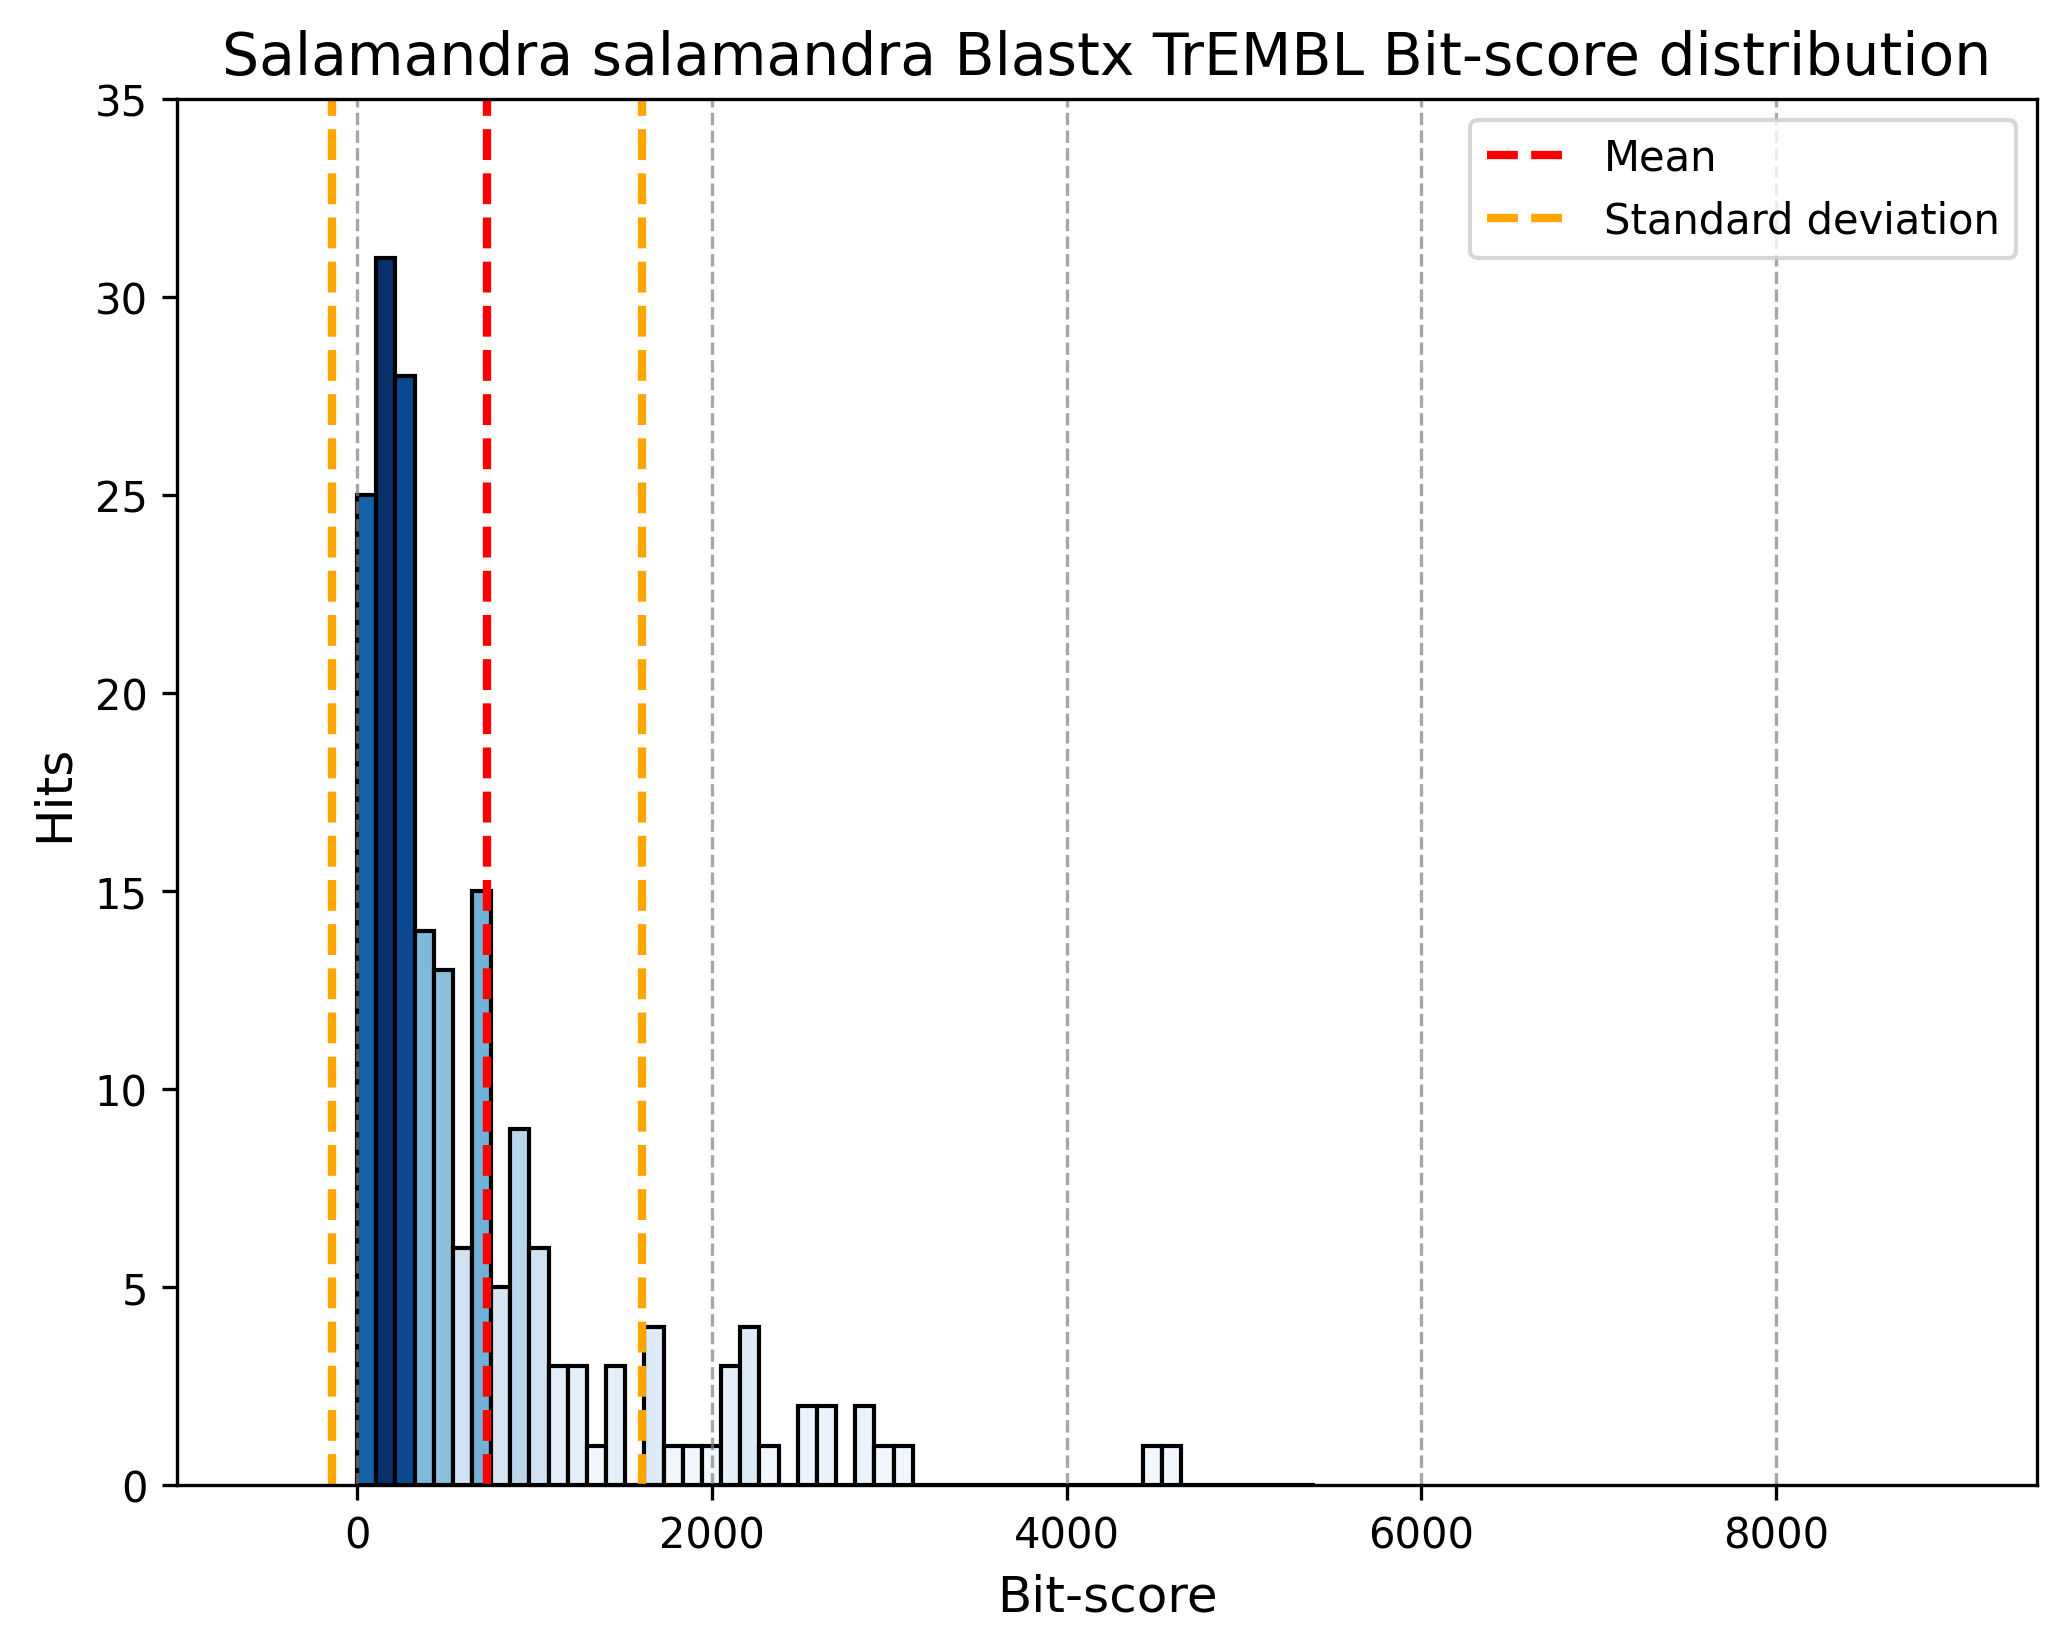 Salamandra salamandra Blastx TrEMBL Bit-score distribution
35
30
25
20
15
10
5
0
Hits
Mean
Standard deviation
0 2000 4000 6000 8000
Bit-score